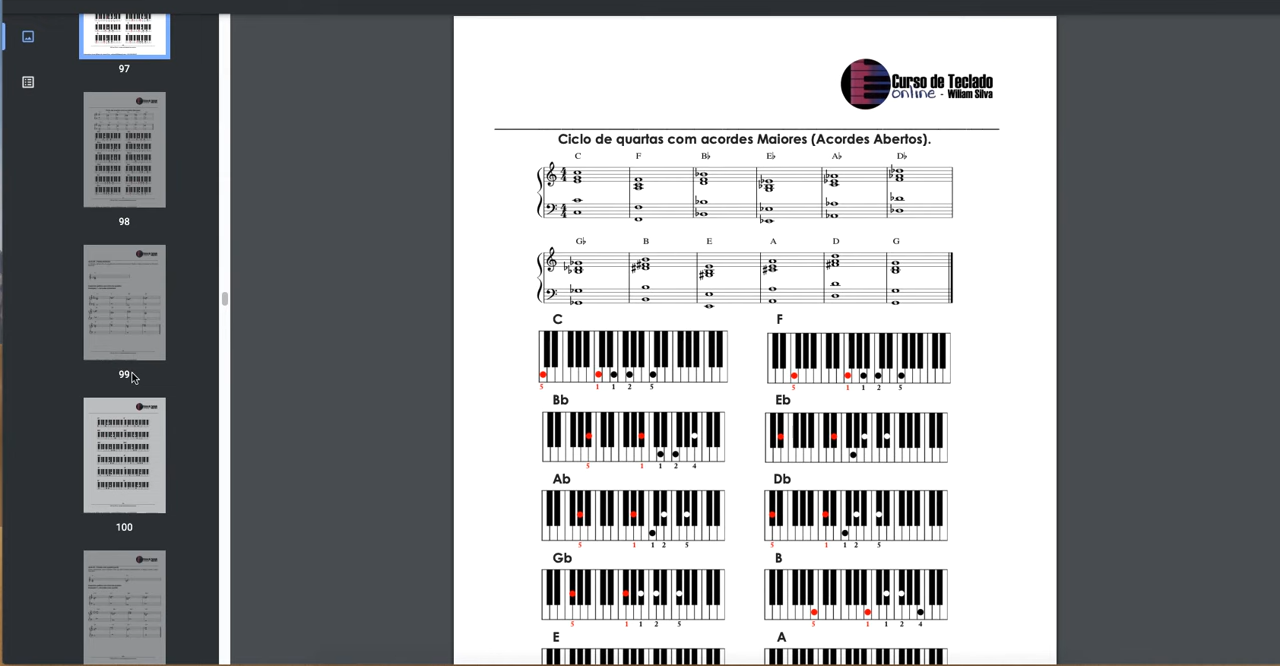 97
98
99
100
Curso de Teclado
online - Wiliam Silva
Ciclo de quartas com acordes Maiores (Acordes Abertos).
C F B♭ E♭ A♭ D♭
G♭ B E A D G
C F
5 1 1 2 5 5 1 1 2 5
Bb Eb
5 1 1 2 4
Ab Db
5 1 1 2 5 5 1 1 2 5
Gb B
5 1 1 2 5 5 1 1 2 4
E A